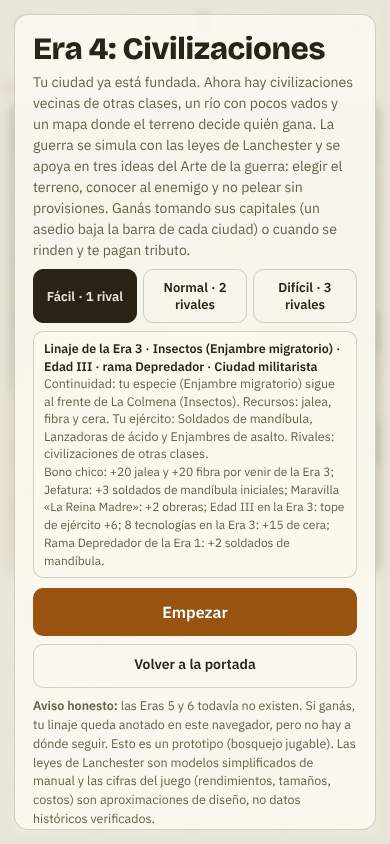 Era 4: Civilizaciones
Tu ciudad ya está fundada. Ahora hay civilizaciones
vecinas de otras clases, un río con pocos vados y
un mapa donde el terreno decide quién gana. La
guerra se simula con las leyes de Lanchester y se
apoya en tres ideas del Arte de la guerra: elegir el
terreno, conocer al enemigo y no pelear sin
provisiones. Ganás tomando sus capitales (un
asedio baja la barra de cada ciudad) o cuando se
rinden y te pagan tributo.
Fácil · 1 rival
Normal · 2
rivales
Difícil · 3
rivales
Linaje de la Era 3 · Insectos (Enjambre migratorio) ·
Edad III · rama Depredador · Ciudad militarista
Continuidad: tu especie (Enjambre migratorio) sigue
al frente de La Colmena (Insectos). Recursos: jalea,
fibra y cera. Tu ejército: Soldados de mandíbula,
Lanzadoras de ácido y Enjambres de asalto. Rivales:
civilizaciones de otras clases.
Bono chico: +20 jalea y +20 fibra por venir de la Era 3;
Jefatura: +3 soldados de mandíbula iniciales; Maravilla
«La Reina Madre»: +2 obreras; Edad III en la Era 3: tope
de ejército +6; 8 tecnologías en la Era 3: +15 de cera;
Rama Depredador de la Era 1: +2 soldados de
mandíbula.
Empezar
Volver a la portada
Aviso honesto: las Eras 5 y 6 todavía no existen. Si ganás,
tu linaje queda anotado en este navegador, pero no hay a
dónde seguir. Esto es un prototipo (bosquejo jugable). Las
leyes de Lanchester son modelos simplificados de
manual y las cifras del juego (rendimientos, tamaños,
costos) son aproximaciones de diseño, no datos
históricos verificados.